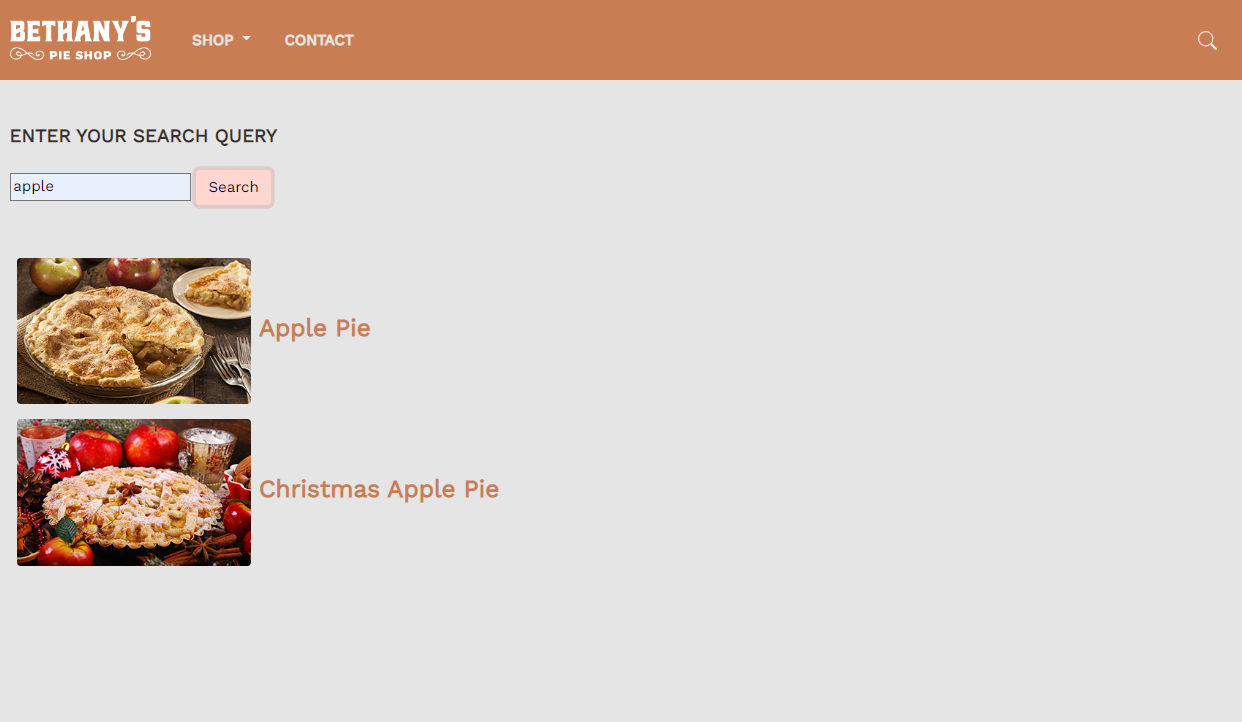 BETHANY'S
PIE SHOP
SHOP
CONTACT
ENTER YOUR SEARCH QUERY
apple
Search
Apple Pie
Christmas Apple Pie